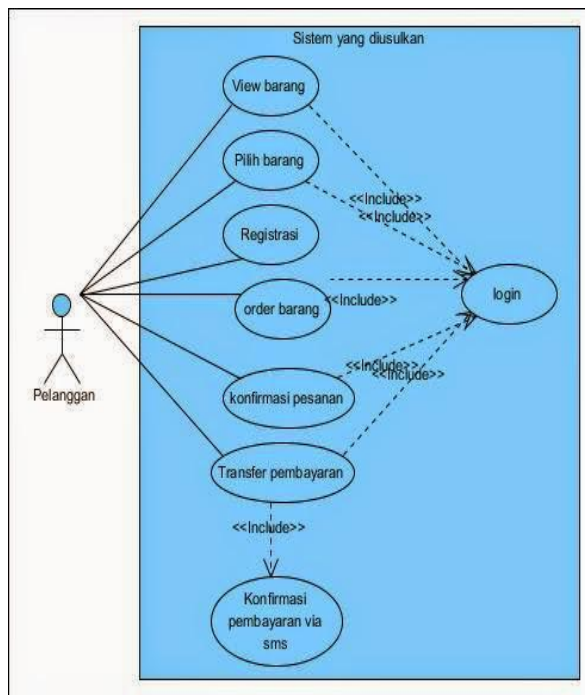 Sistem yang diusulkan
View barang
Pilih barang
<<Include>>
<<Include>>
Registrasi
login
order barang
<<Include>>
Pelanggan
<<Include>>
<<Include>>
konfirmasi pesanan
Transfer pembayaran
<<Include>>
Konfirmasi
pembayaran via
sms